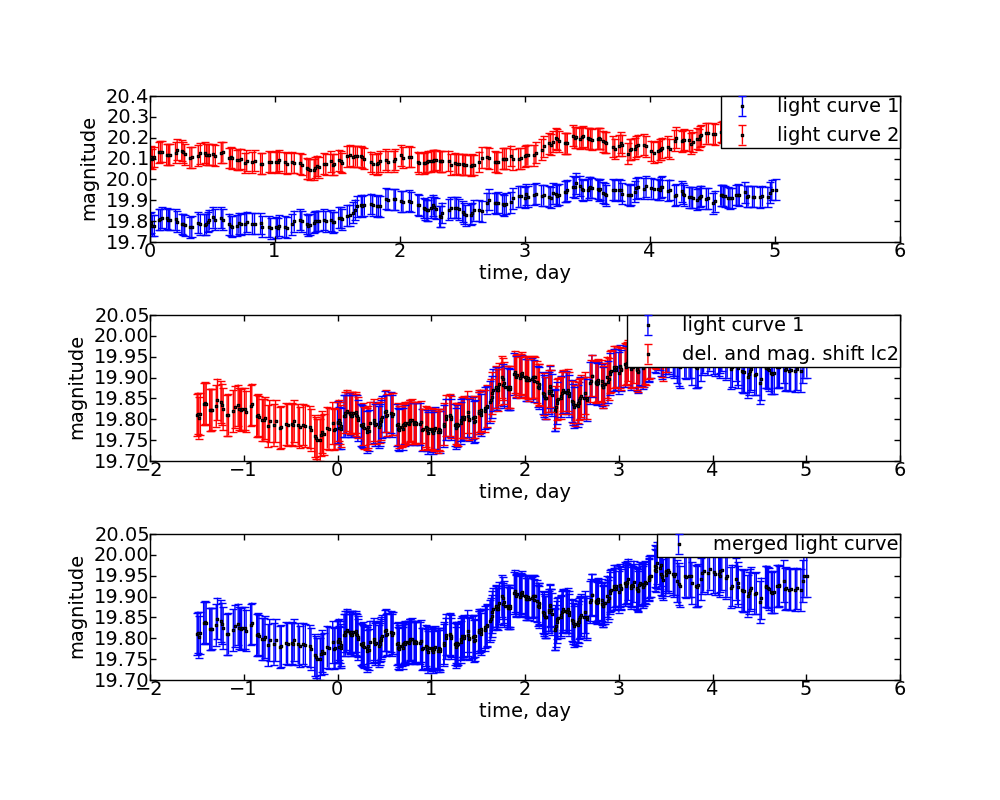 20.4
20.3
20.2
20.1
20.0
19.9
19.8
19.7
magnitude
light curve 1
light curve 2
0 1 2 3 4 5 6
time, day
20.05
20.00
19.95
19.90
19.85
19.80
19.75
19.70
magnitude
light curve 1
del. and mag. shift lc2
−2 −1 0 1 2 3 4 5 6
time, day
20.05
20.00
19.95
19.90
19.85
19.80
19.75
19.70
magnitude
merged light curve
−2 −1 0 1 2 3 4 5 6
time, day